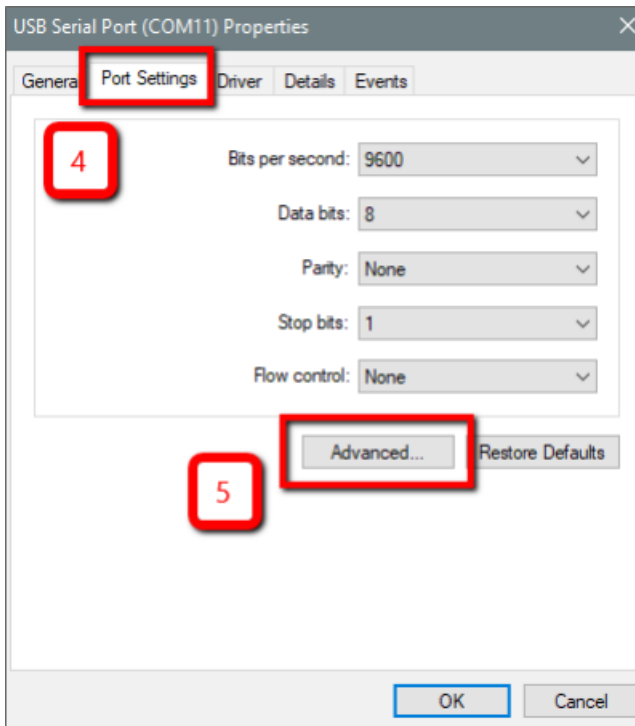 USB Serial Port (COM11) Properties
General Port Settings Driver Details Events
4
Bits per second: 9600
Data bits: 8
Parity: None
Stop bits: 1
Flow control: None
Advanced... Restore Defaults
5
OK Cancel